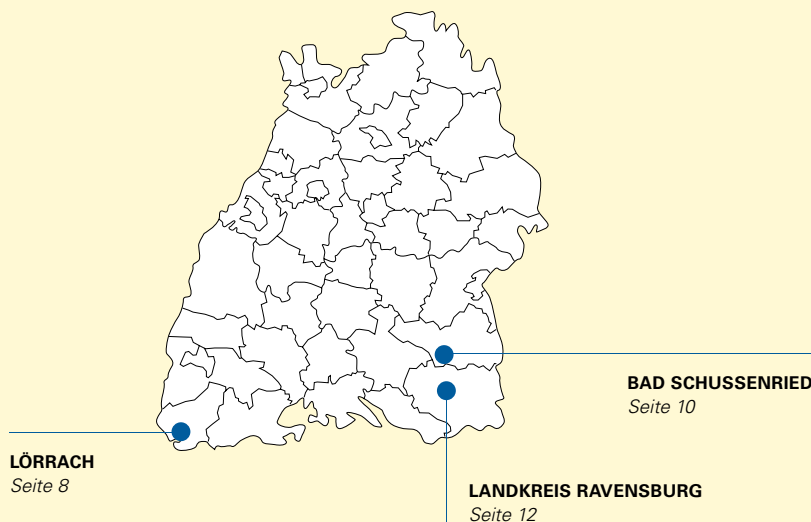 BAD SCHUSSENRIED
Seite 10
LÖRRACH
Seite 8
LANDKREIS RAVENSBURG
Seite 12